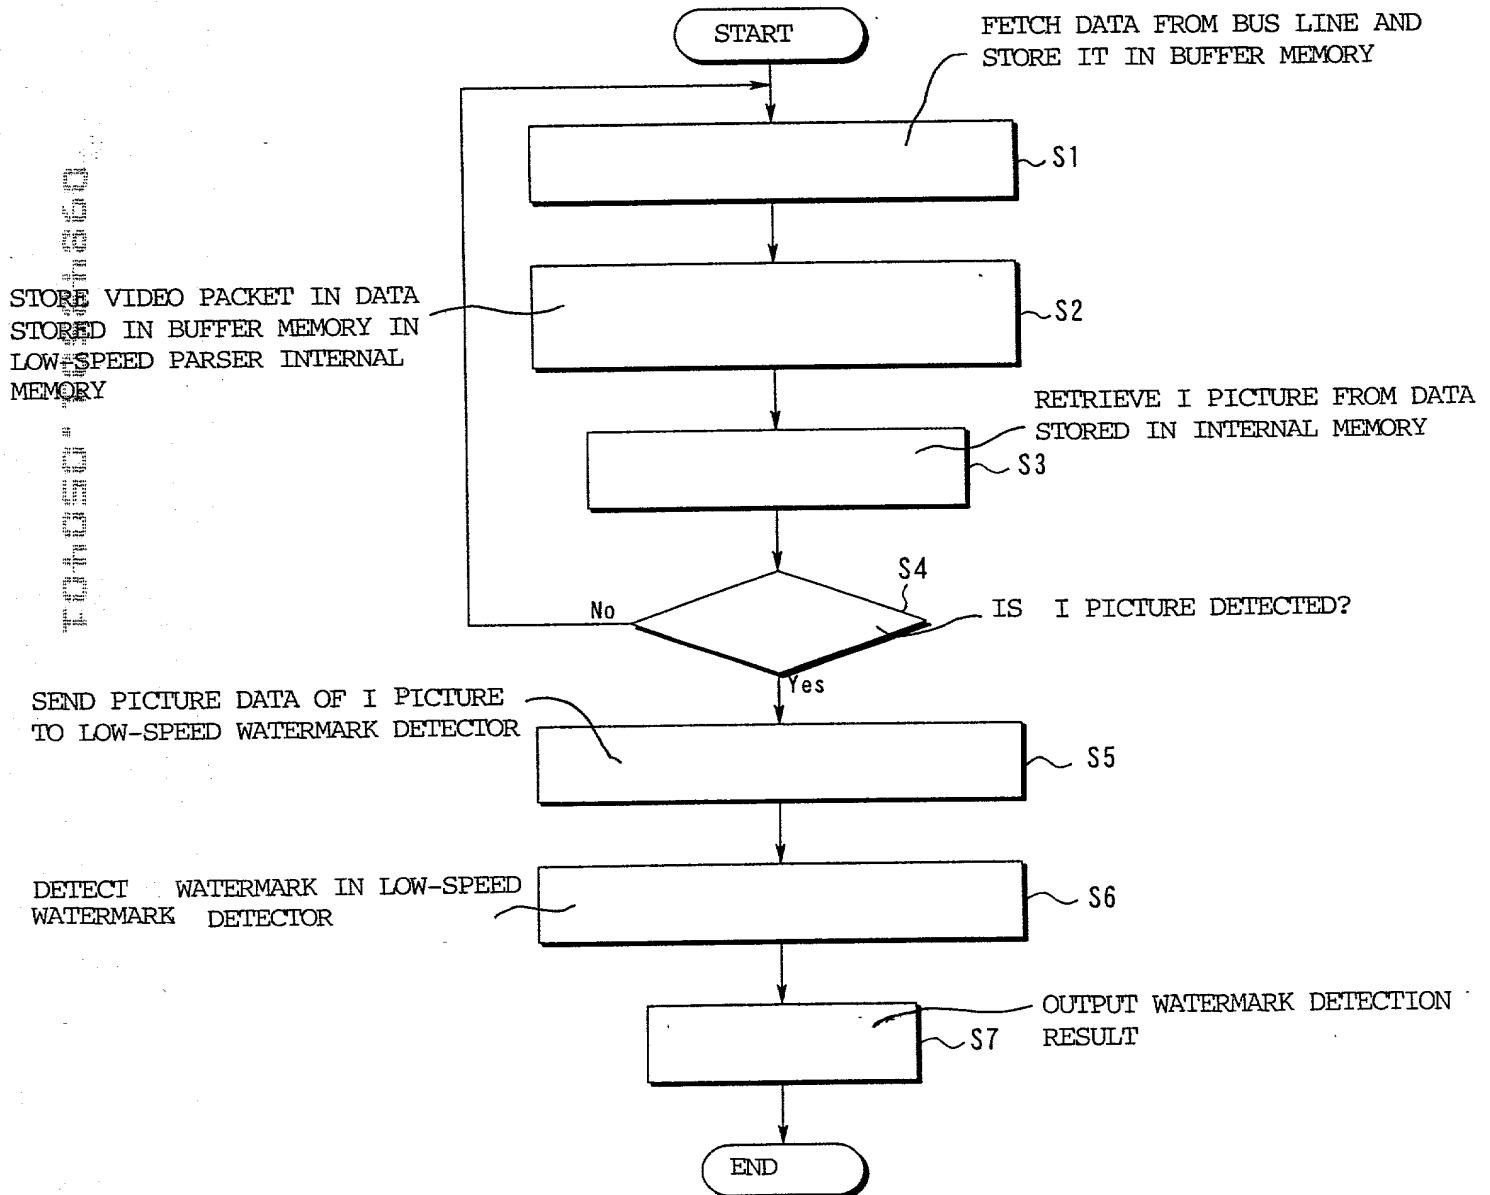 START
FETCH DATA FROM BUS LINE AND
STORE IT IN BUFFER MEMORY
S1
STORE VIDEO PACKET IN DATA
STORED IN BUFFER MEMORY IN
LOW-SPEED PARSER INTERNAL
MEMORY
S2
RETRIEVE I PICTURE FROM DATA
STORED IN INTERNAL MEMORY
S3
S4
No
IS I PICTURE DETECTED?
Yes
SEND PICTURE DATA OF I PICTURE
TO LOW-SPEED WATERMARK DETECTOR
S5
DETECT WATERMARK IN LOW-SPEED
WATERMARK DETECTOR
S6
OUTPUT WATERMARK DETECTION
RESULT
S7
END